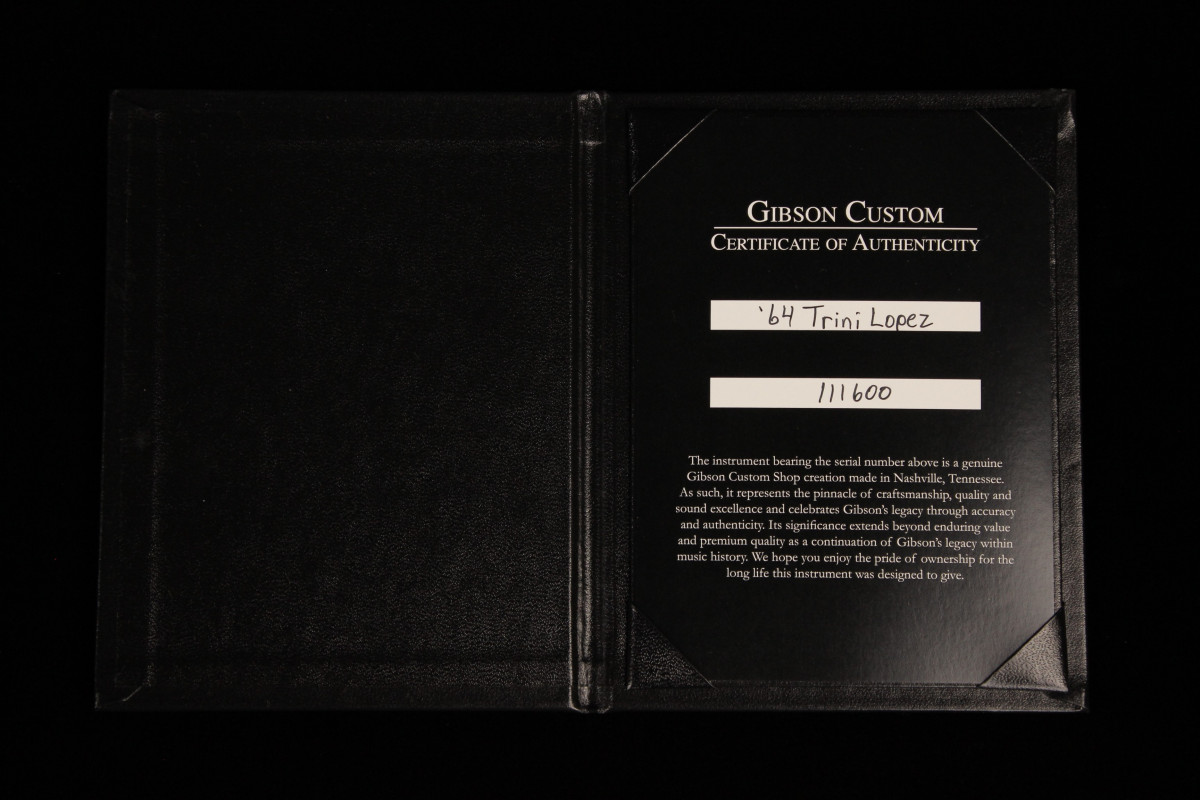 GIBSON CUSTOM
CERTIFICATE OF AUTHENTICITY
'64 Trini Lopez
111600
The instrument bearing the serial number above is a genuine
Gibson Custom Shop creation made in Nashville, Tennessee.
As such, it represents the pinnacle of craftsmanship, quality and
sound excellence and celebrates Gibson's legacy through accuracy
and authenticity. Its significance extends beyond enduring value
and premium quality as a continuation of Gibson's legacy within
music history. We hope you enjoy the pride of ownership for the
long life this instrument was designed to give.